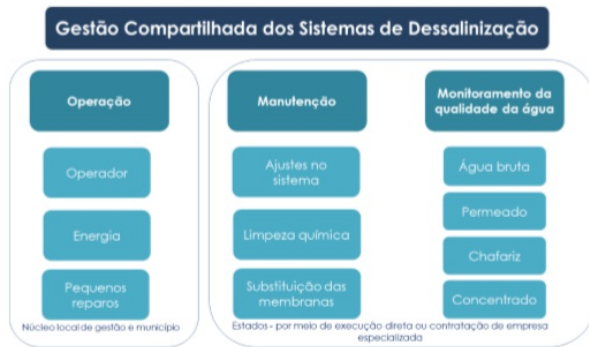 Gestão Compartilhada dos Sistemas de Dessalinização
Operação
Operador
Energia
Pequenos
reparos
Núcleo local de gestão e município
Manutenção
Ajustes no
sistema
Limpeza química
Substituição das
membranas
Monitoramento da
qualidade da água
Água bruta
Permeado
Chafariz
Concentrado
Estados - por meio de execução direta ou contratação de empresa
especializada